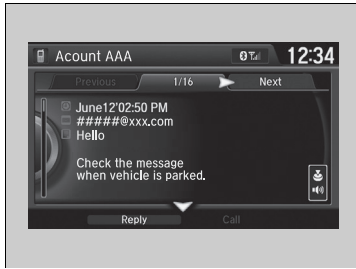 Acount AAA
12:34
Previous
1/16
Next
June12'02:50 PM
#####@xxx.com
Hello
Check the message
when vehicle is parked.
Reply
Call